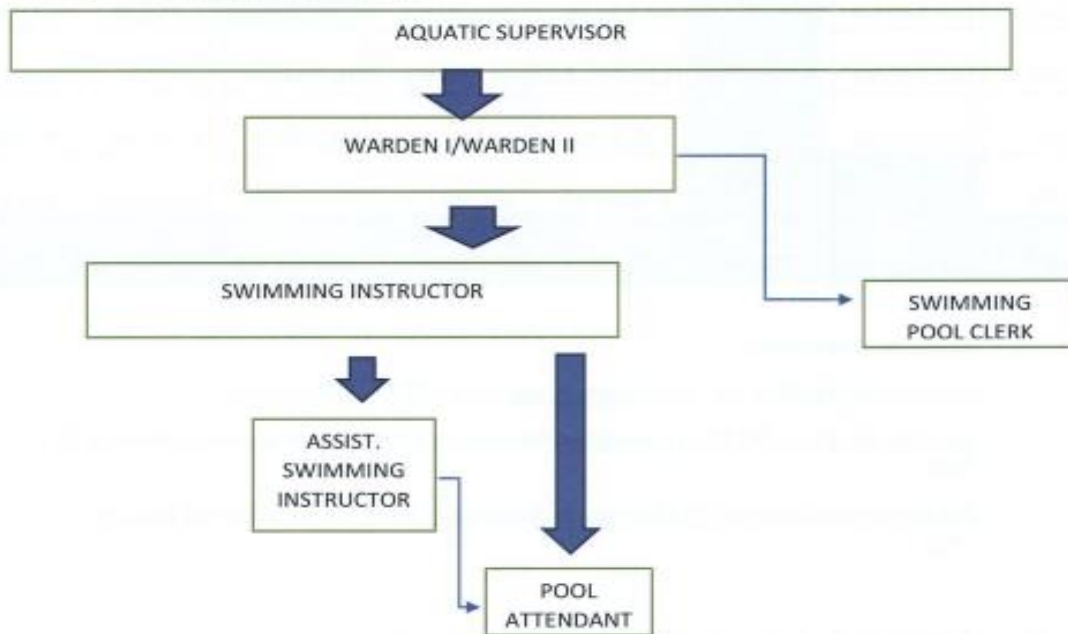 AQUATIC SUPERVISOR
WARDEN I/WARDEN II
SWIMMING INSTRUCTOR
SWIMMING
POOL CLERK
ASSIST.
SWIMMING
INSTRUCTOR
POOL
ATTENDANT